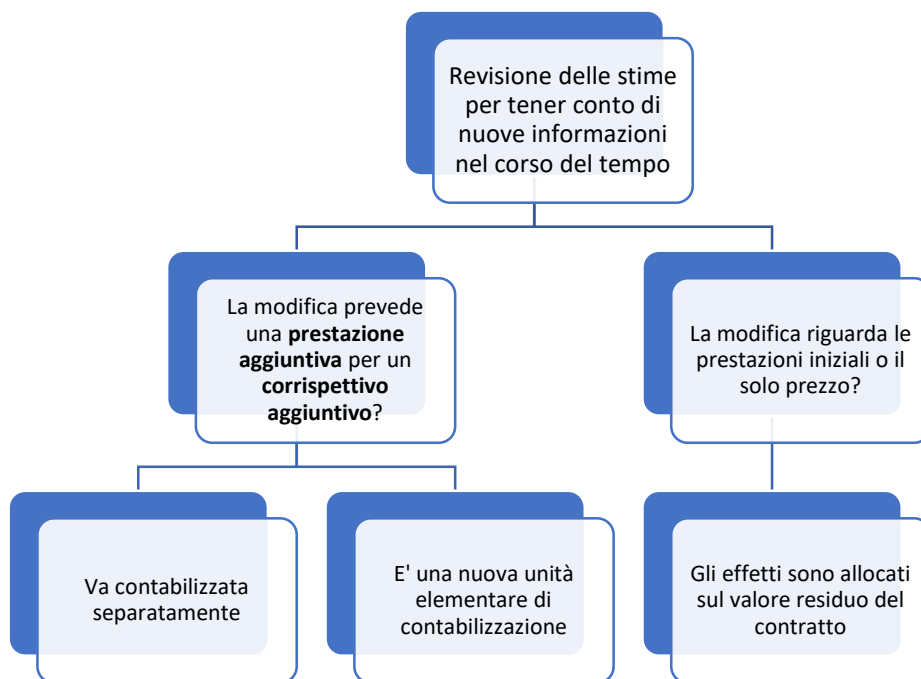 Revisione delle stime
per tener conto di
nuove informazioni
nel corso del tempo
La modifica prevede
una prestazione
aggiuntiva per un
corrispettivo
aggiuntivo?
La modifica riguarda le
prestazioni iniziali o il
solo prezzo?
Va contabilizzata
separatamente
E' una nuova unità
elementare di
contabilizzazione
Gli effetti sono allocati
sul valore residuo del
contratto